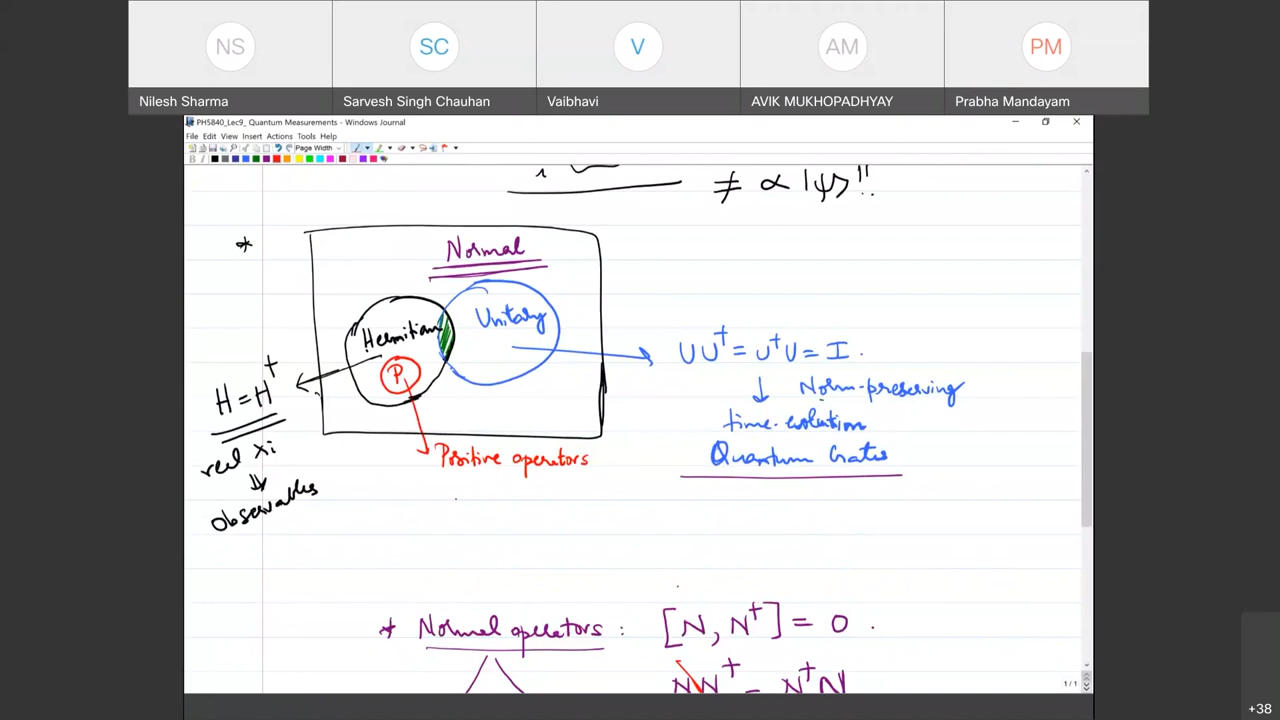 NS SC V AM PM
Nilesh Sharma Sarvesh Singh Chauhan Vaibhavi AVIK MUKHOPADHYAY Prabha Mandayam
PH5840_Lec9_ Quantum Measurements - Windows Journal
File Edit View Insert Actions Tools Help
Page Width
B I
i ≠ α |ψ> !!
*
Normal
Hermitian
Unitary
P
UU† = U†U = I.
↓ Norm-preserving
time-evolution
Quantum Gates
H = H†
real xi
⇓
observables
Positive operators
* Normal operators : [N, N†] = 0 .
NN† = N†N
1 / 1
+38